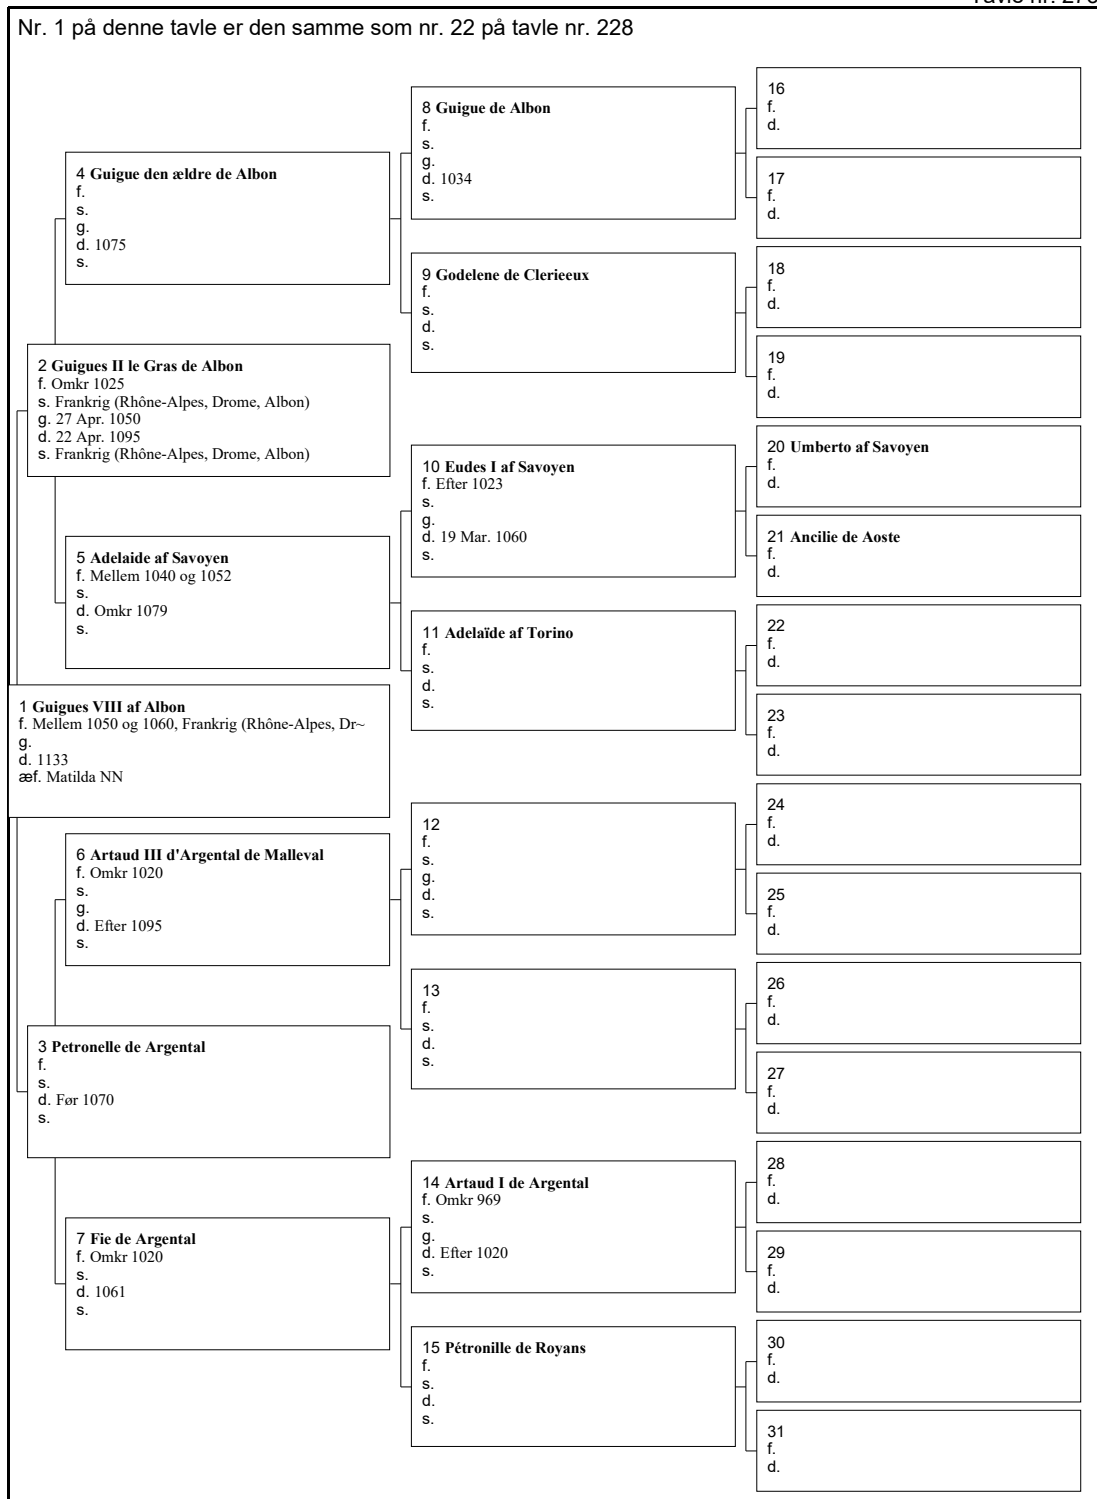 Nr. 1 på denne tavle er den samme som nr. 22 på tavle nr. 228
16
f.
d.
8 Guigue de Albon
f.
s.
g.
d. 1034
s.
17
f.
d.
4 Guigue den ældre de Albon
f.
s.
g.
d. 1075
s.
18
f.
d.
9 Godelene de Clerieeux
f.
s.
d.
s.
19
f.
d.
2 Guigues II le Gras de Albon
f. Omkr 1025
s. Frankrig (Rhône-Alpes, Drome, Albon)
g. 27 Apr. 1050
d. 22 Apr. 1095
s. Frankrig (Rhône-Alpes, Drome, Albon)
20 Umberto af Savoyen
f.
d.
10 Eudes I af Savoyen
f. Efter 1023
s.
g.
d. 19 Mar. 1060
s.
21 Ancilie de Aoste
f.
d.
5 Adelaide af Savoyen
f. Mellem 1040 og 1052
s.
d. Omkr 1079
s.
22
f.
d.
11 Adelaïde af Torino
f.
s.
d.
s.
23
f.
d.
1 Guigues VIII af Albon
f. Mellem 1050 og 1060, Frankrig (Rhône-Alpes, Dr~
g.
d. 1133
æf. Matilda NN
24
f.
d.
12
f.
s.
g.
d.
s.
25
f.
d.
6 Artaud III d'Argental de Malleval
f. Omkr 1020
s.
g.
d. Efter 1095
s.
26
f.
d.
13
f.
s.
d.
s.
27
f.
d.
3 Petronelle de Argental
f.
s.
d. Før 1070
s.
28
f.
d.
14 Artaud I de Argental
f. Omkr 969
s.
g.
d. Efter 1020
s.
29
f.
d.
7 Fie de Argental
f. Omkr 1020
s.
d. 1061
s.
30
f.
d.
15 Pétronille de Royans
f.
s.
d.
s.
31
f.
d.